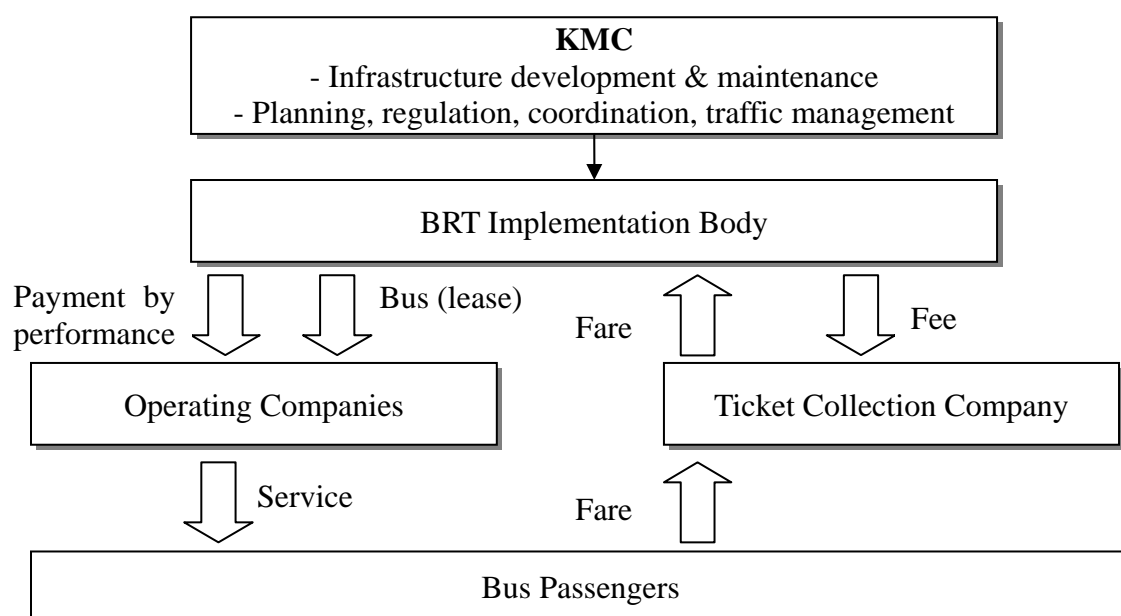 KMC
- Infrastructure development & maintenance
- Planning, regulation, coordination, traffic management
BRT Implementation Body
Payment by
performance
Bus (lease)
Fare
Fee
Operating Companies
Ticket Collection Company
Service
Fare
Bus Passengers